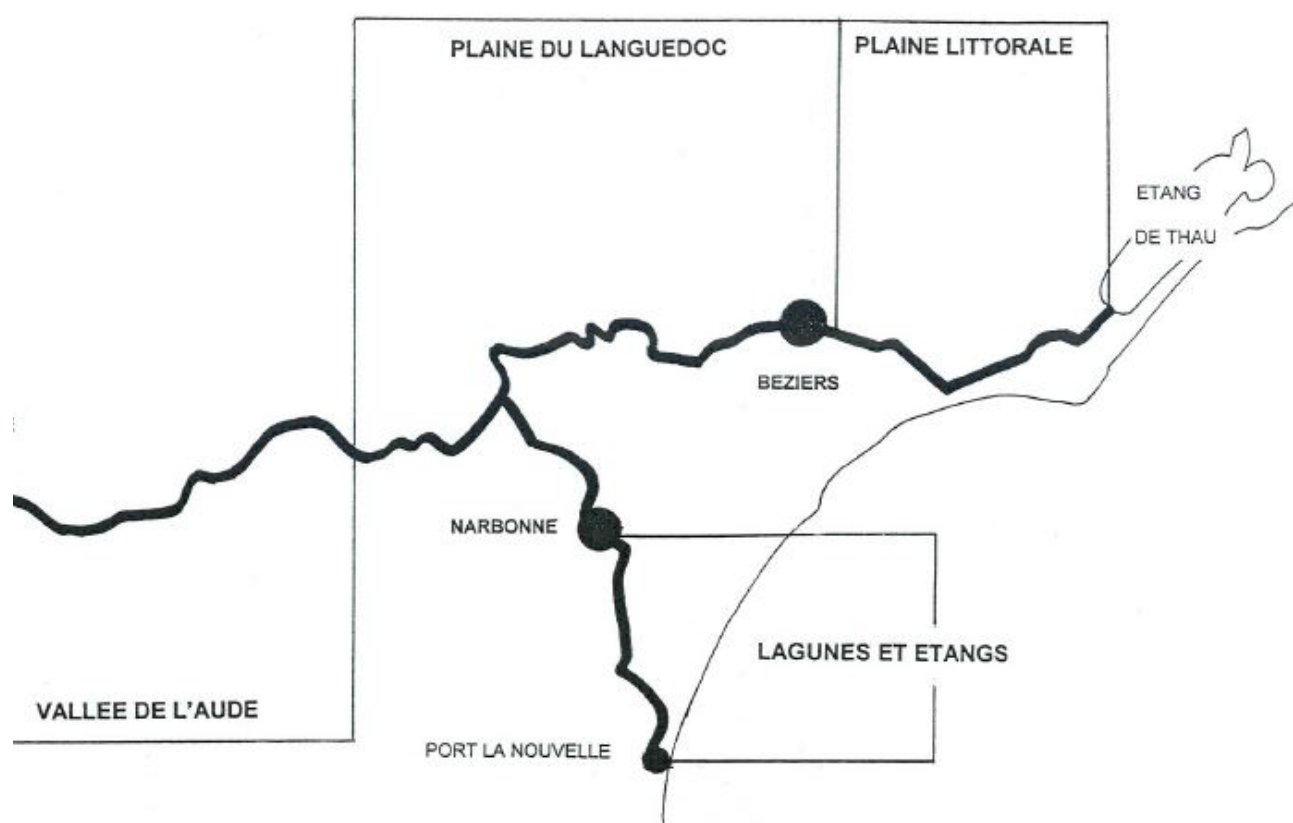 PLAINE DU LANGUEDOC
PLAINE LITTORALE
ETANG
DE THAU
BEZIERS
NARBONNE
LAGUNES ET ETANGS
VALLEE DE L'AUDE
PORT LA NOUVELLE